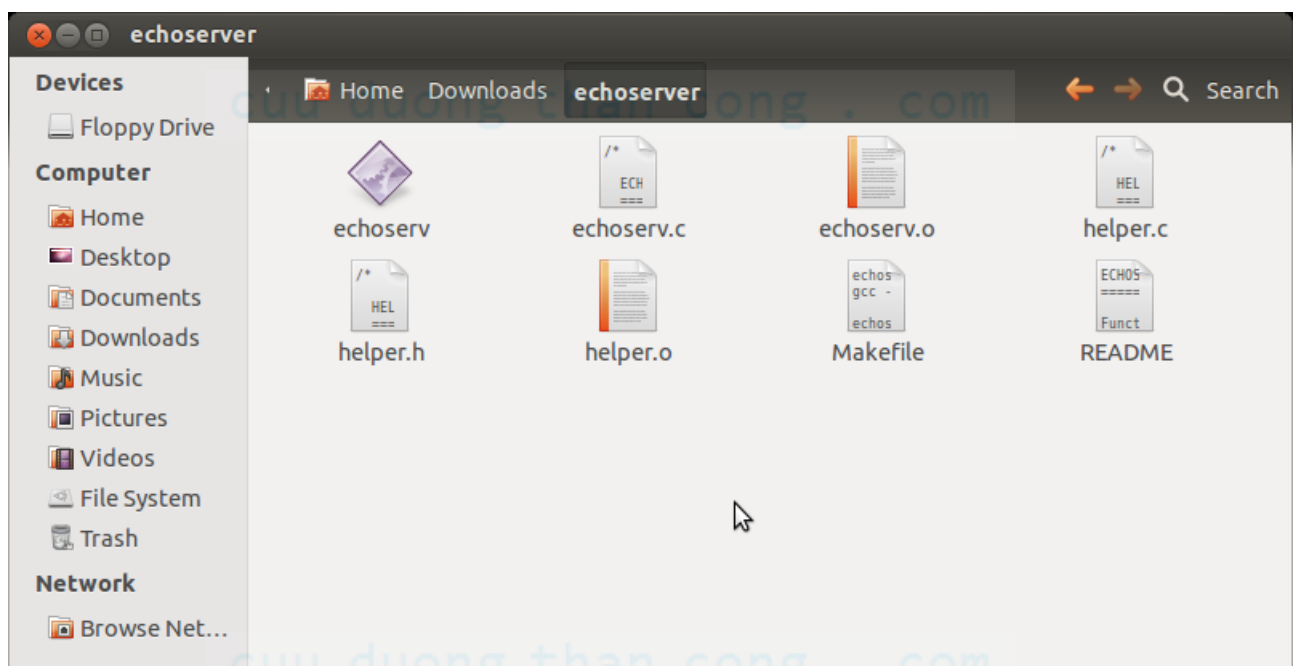 echoserver
Devices
Home Downloads echoserver Search
cuu duong than cong . com
Floppy Drive
Computer
Home
Desktop
Documents
Downloads
Music
Pictures
Videos
File System
Trash
Network
Browse Net...
/* ECH ===
echoserv echoserv.c echoserv.o helper.c
/* HEL ===
/* HEL ===
echos gcc - echos
ECHOS ===== Funct
helper.h helper.o Makefile README
cuu duong than cong . com